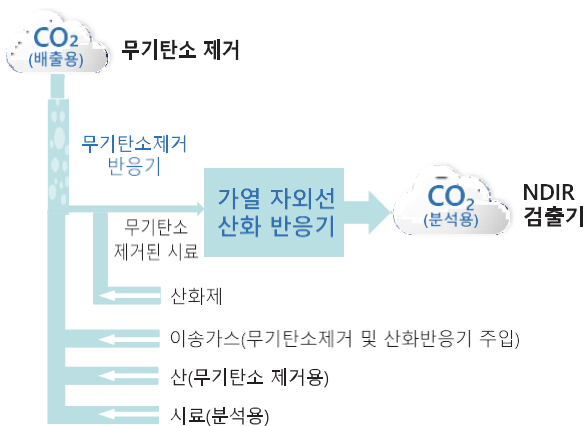 CO₂
(배출용)
무기탄소 제거
무기탄소제거
반응기
가열 자외선
산화 반응기
CO₂
(분석용)
NDIR
검출기
무기탄소
제거된 시료
산화제
이송가스(무기탄소제거 및 산화반응기 주입)
산(무기탄소 제거용)
시료(분석용)